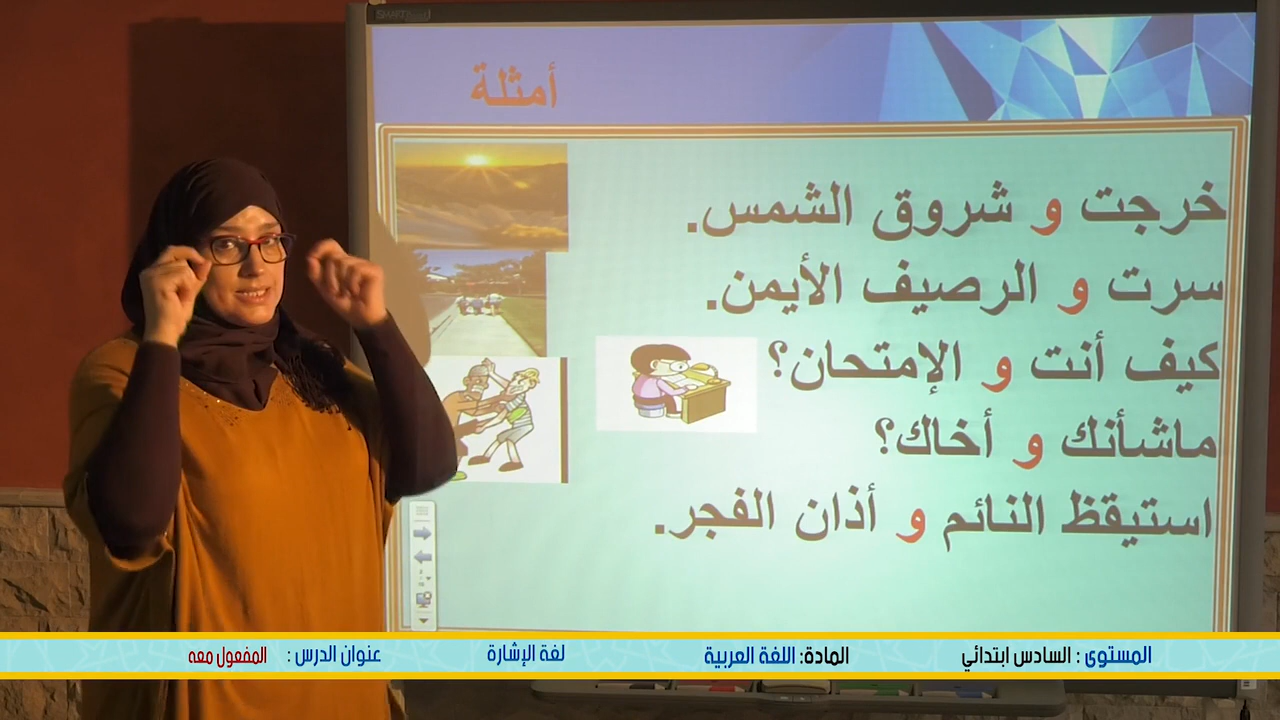 أمثلة
خرجت و شروق الشمس.
سرت و الرصيف الأيمن.
كيف أنت و الإمتحان؟
ماشأنك و أخاك؟
استيقظ النائم و أذان الفجر.
المستوى : السادس ابتدائي المادة: اللغة العربية لغة الإشارة عنوان الدرس : المفعول معه